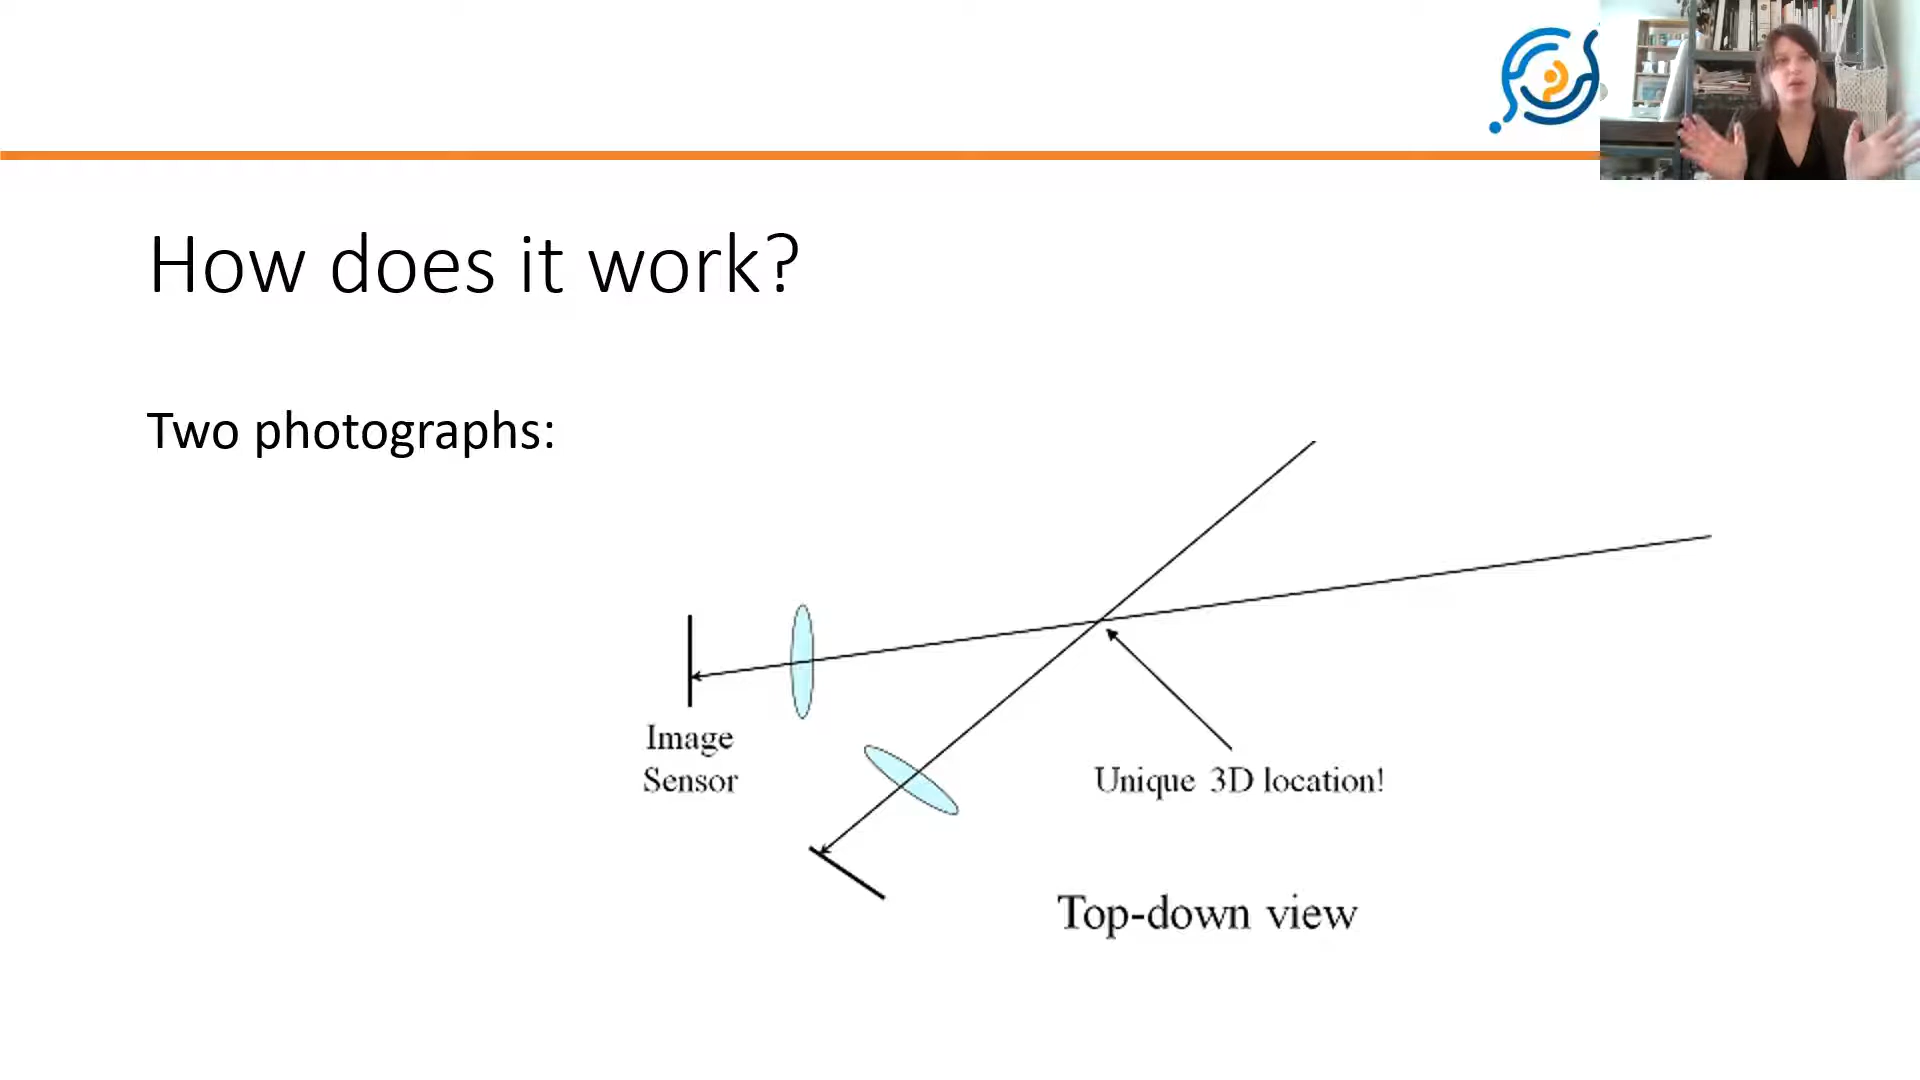 How does it work?
Two photographs:
Image
Sensor
Unique 3D location!
Top-down view